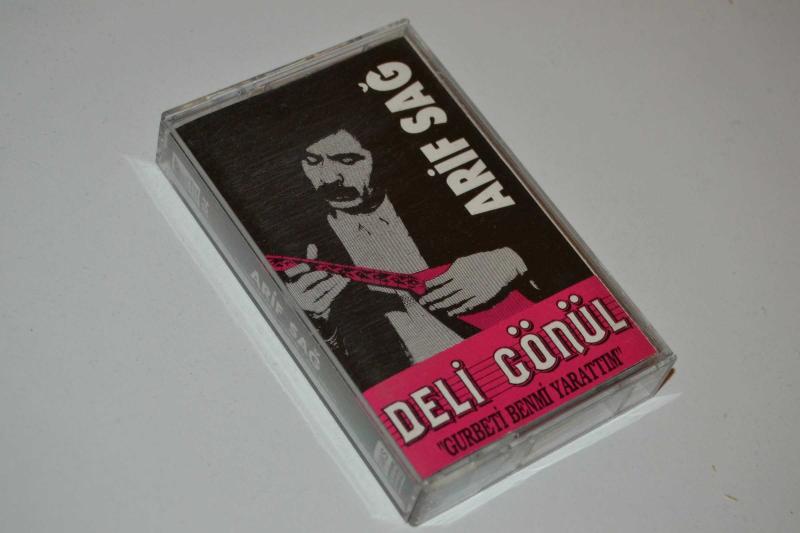 ARİF SAĞ
DELİ GÖNÜL
"GURBETİ BENMİ YARATTIM"
ARİF SAĞ